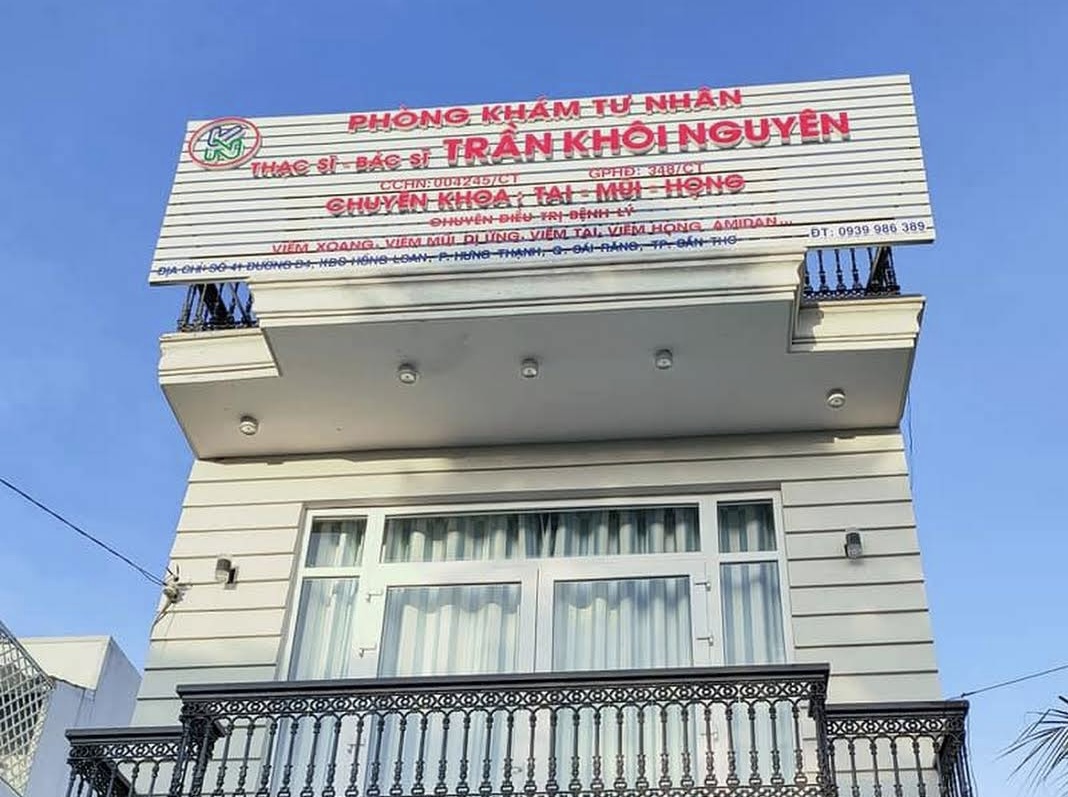 PHÒNG KHÁM TƯ NHÂN
THẠC SĨ - BÁC SĨ TRẦN KHÔI NGUYÊN
CCHN: 004245/CT GPHĐ: 348/CT
CHUYÊN KHOA : TAI - MŨI - HỌNG
CHUYÊN ĐIỀU TRỊ BỆNH LÝ
VIÊM XOANG, VIÊM MŨI DỊ ỨNG, VIÊM TAI, VIÊM HỌNG, AMIDAN...
ĐỊA CHỈ: SỐ 41 ĐƯỜNG B4, KDC HỒNG LOAN, P. HƯNG THẠNH, Q. CÁI RĂNG, TP. CẦN THƠ
ĐT: 0939 986 389